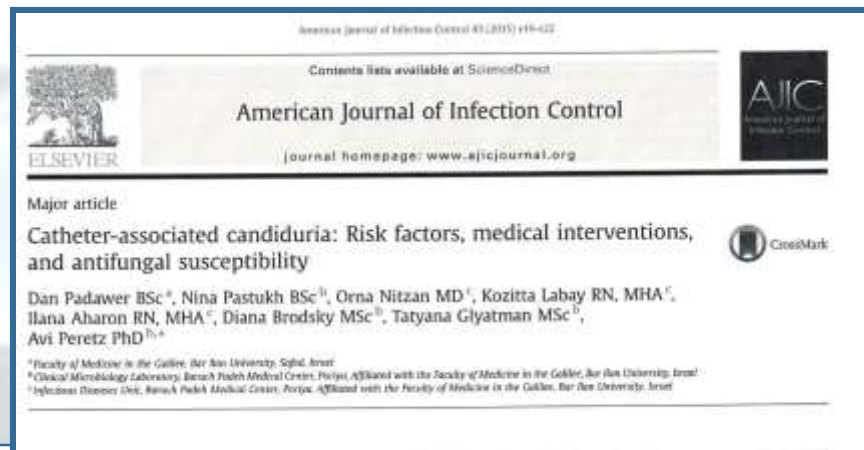 American Journal of Infection Control 43 (2015) e19-e22
Contents lists available at ScienceDirect
American Journal of Infection Control
journal homepage: www.ajicjournal.org
ELSEVIER
AJIC
American Journal of
Infection Control
Major article
Catheter-associated candiduria: Risk factors, medical interventions,
and antifungal susceptibility
CrossMark
Dan Padawer BSc a, Nina Pastukh BSc b, Orna Nitzan MD c, Kozitta Labay RN, MHA c,
Ilana Aharon RN, MHA c, Diana Brodsky MSc b, Tatyana Glyatman MSc b,
Avi Peretz PhD b,*
a Faculty of Medicine in the Galilee, Bar Ilan University, Safed, Israel
b Clinical Microbiology Laboratory, Baruch Padeh Medical Center, Poriya, Affiliated with the Faculty of Medicine in the Galilee, Bar Ilan University, Israel
c Infectious Diseases Unit, Baruch Padeh Medical Center, Poriya, Affiliated with the Faculty of Medicine in the Galilee, Bar Ilan University, Israel